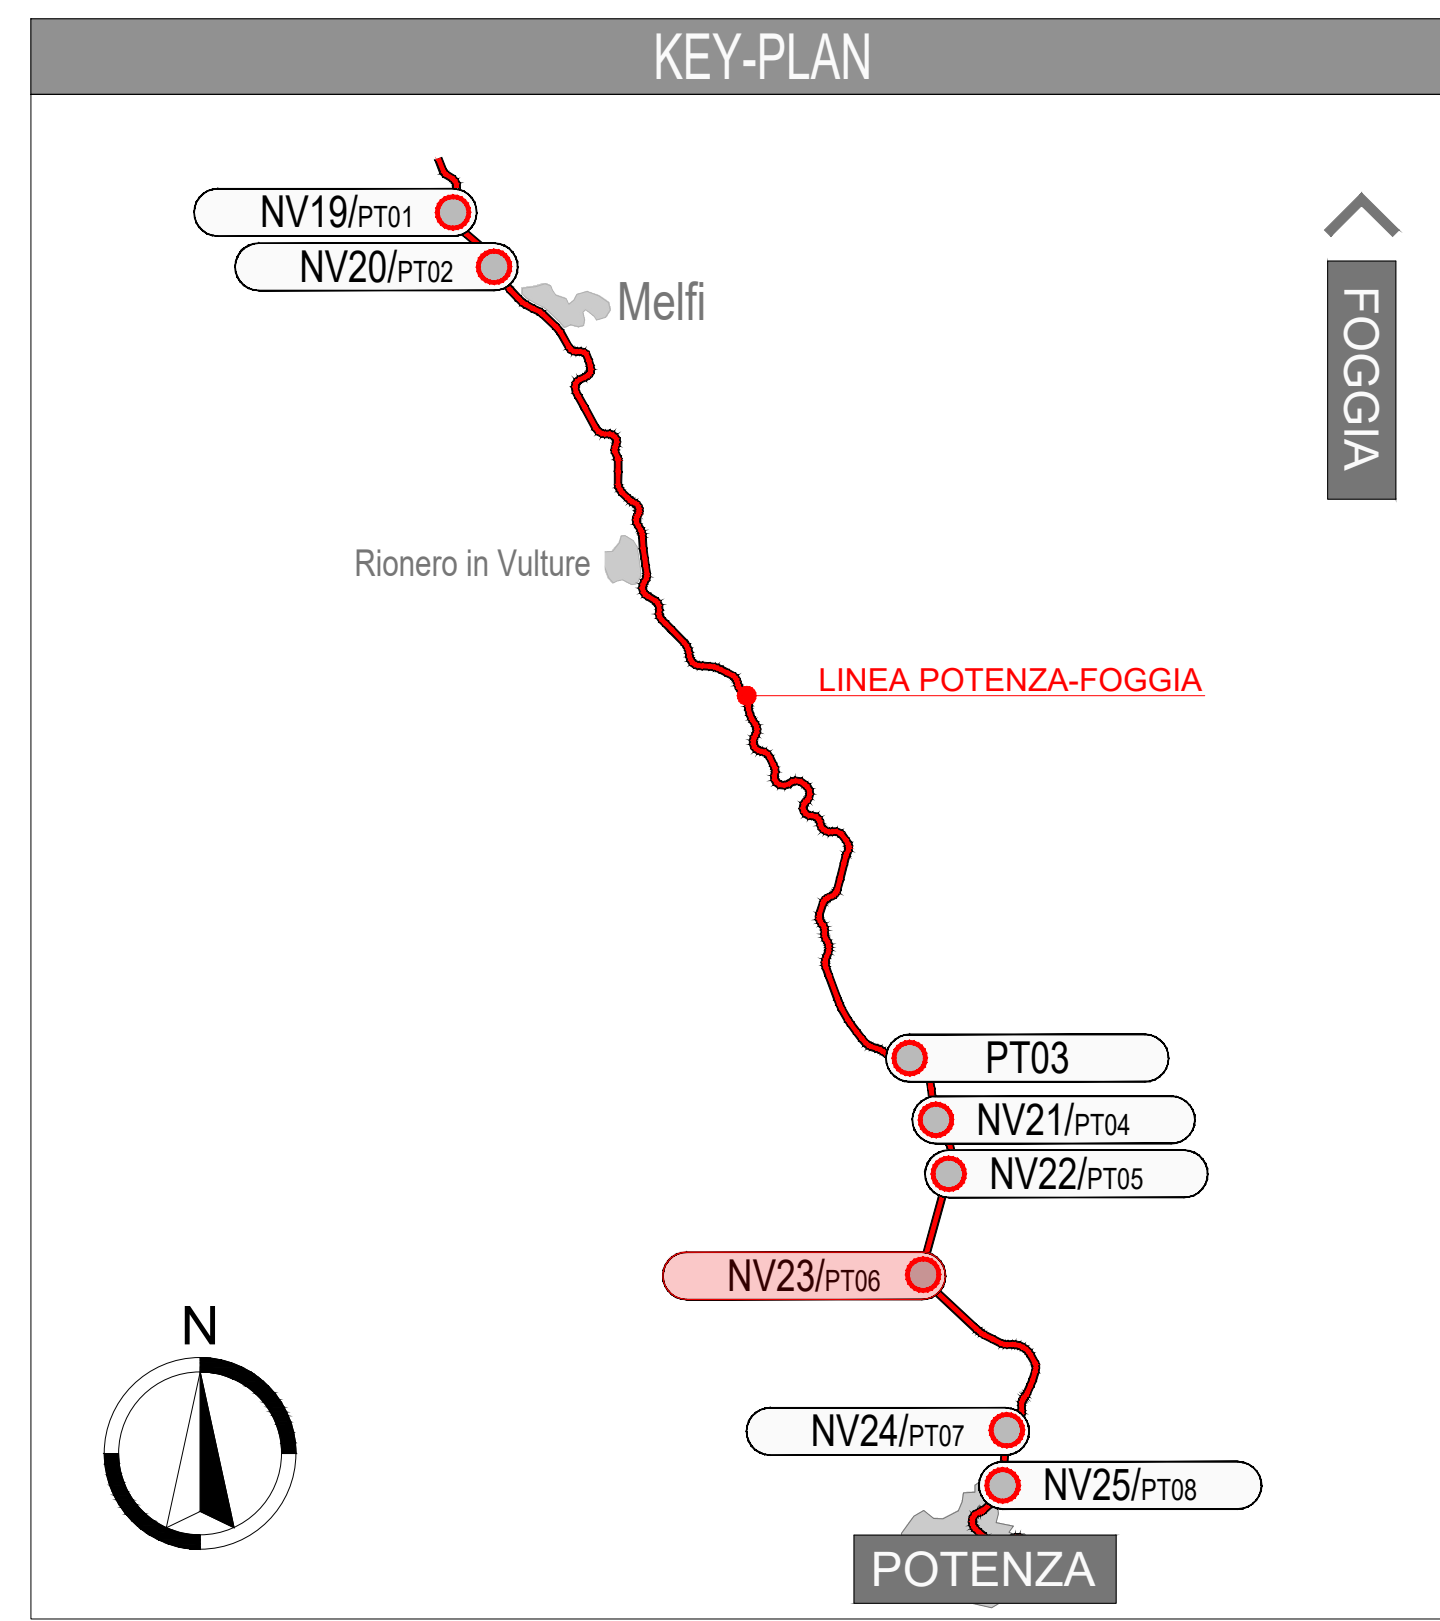 KEY-PLAN
NV19/PT01
NV20/PT02
Melfi
FOGGIA
Rionero in Vulture
LINEA POTENZA-FOGGIA
PT03
NV21/PT04
NV22/PT05
NV23/PT06
N
NV24/PT07
NV25/PT08
POTENZA